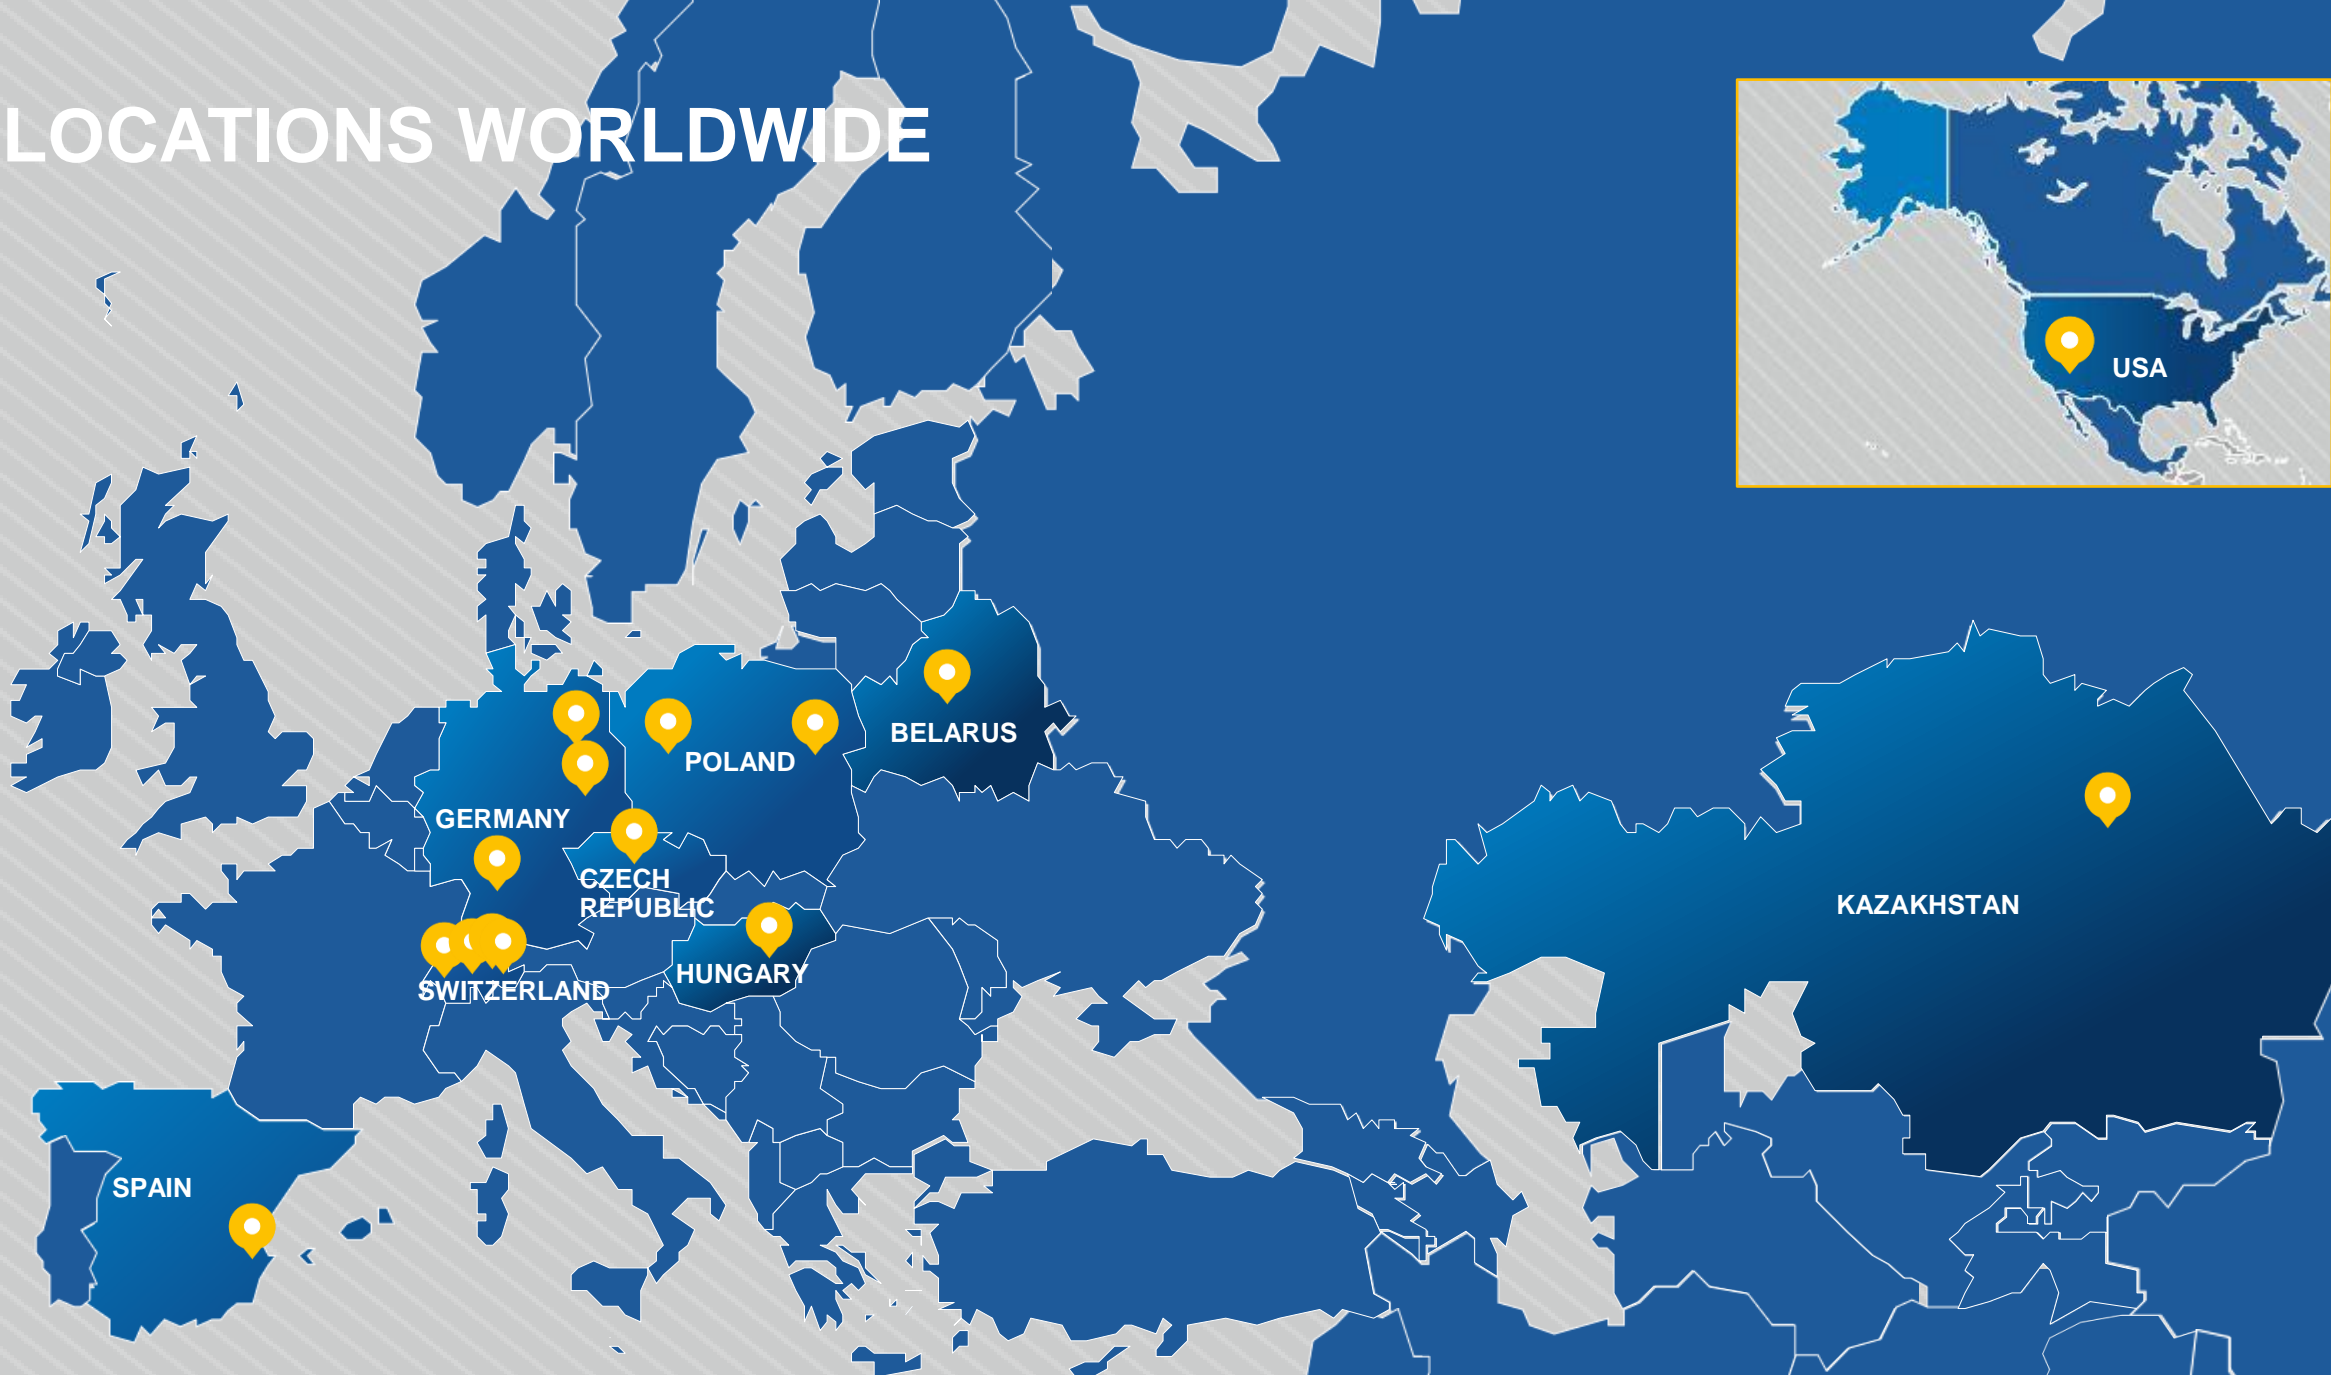 LOCATIONS WORLDWIDE
USA
BELARUS
POLAND
GERMANY
CZECH
REPUBLIC
KAZAKHSTAN
HUNGARY
SWITZERLAND
SPAIN